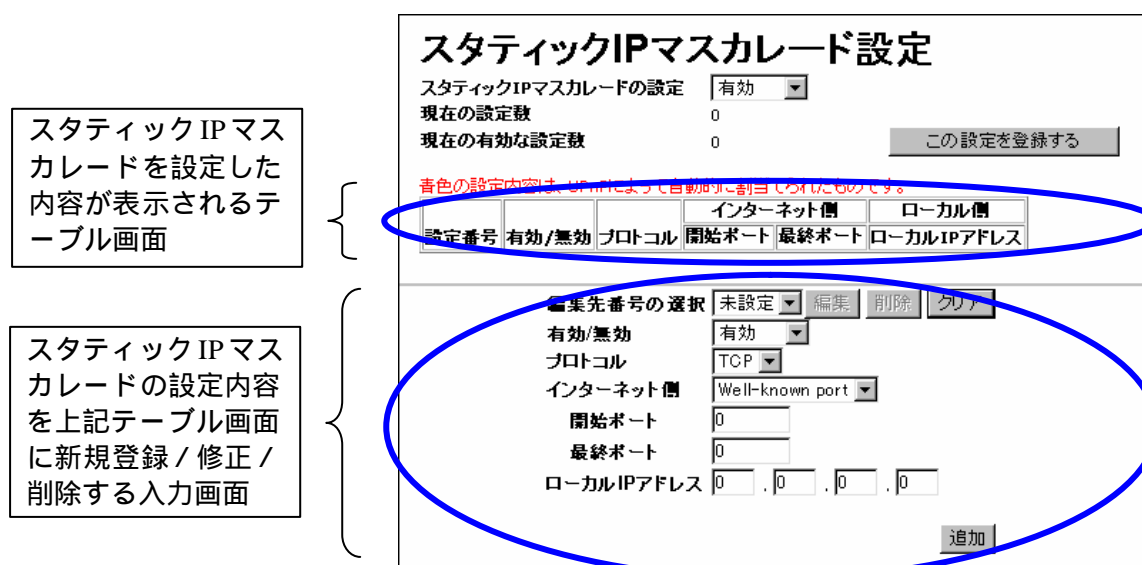 スタティックIPマスカレード設定
スタティックIPマスカレードの設定 有効
現在の設定数 0
現在の有効な設定数 0 この設定を登録する
青色の設定内容は、UPnPによって自動的に割当てられたものです。
インターネット側 ローカル側
設定番号 有効/無効 プロトコル 開始ポート 最終ポート ローカルIPアドレス
スタティック IP マス
カレードを設定した
内容が表示されるテ
ーブル画面
編集先番号の選択 未設定 編集 削除 クリア
有効/無効 有効
プロトコル TCP
インターネット側 Well-known port
開始ポート 0
最終ポート 0
ローカルIPアドレス 0 . 0 . 0 . 0
追加
スタティック IP マス
カレードの設定内容
を上記テーブル画面
に新規登録 / 修正 /
削除する入力画面